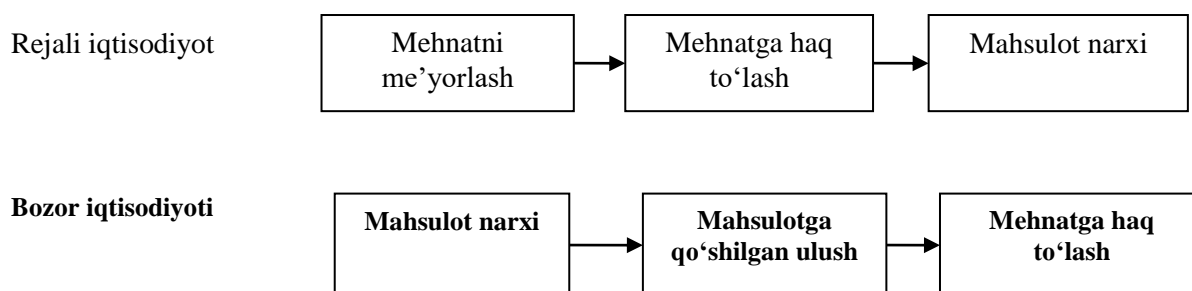 Rejali iqtisodiyot
Mehnatni
me’yorlash
Mehnatga haq
to‘lash
Mahsulot narxi
Bozor iqtisodiyoti
Mahsulot narxi
Mahsulotga
qo‘shilgan ulush
Mehnatga haq
to‘lash